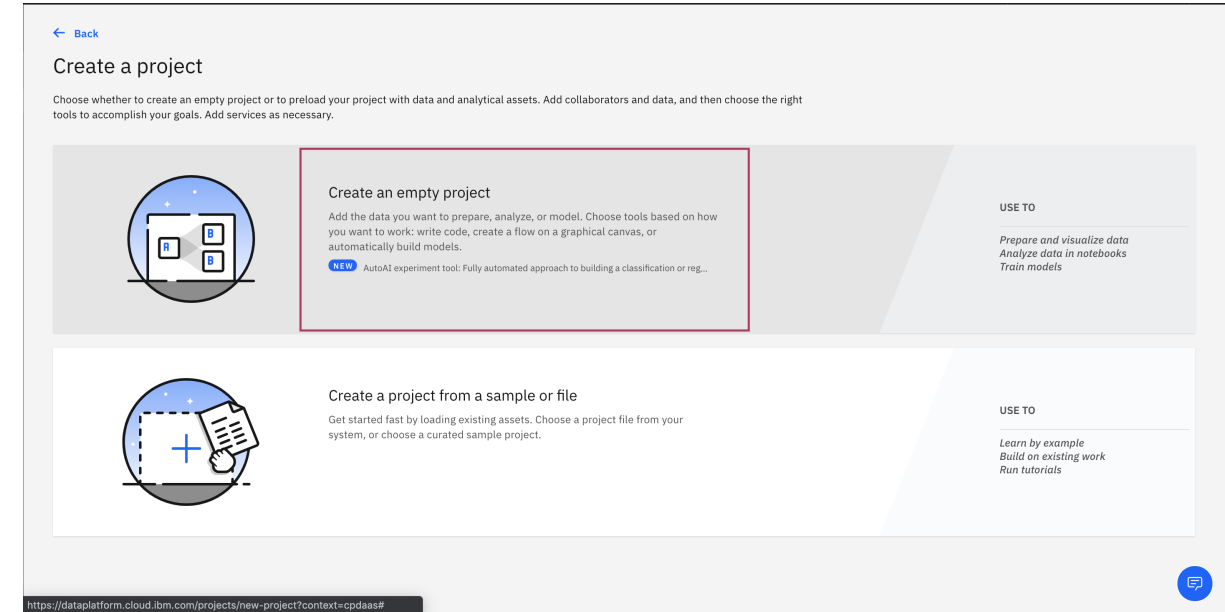 Back
Create a project
Choose whether to create an empty project or to preload your project with data and analytical assets. Add collaborators and data, and then choose the right
tools to accomplish your goals. Add services as necessary.
A
B
B
Create an empty project
Add the data you want to prepare, analyze, or model. Choose tools based on how
you want to work: write code, create a flow on a graphical canvas, or
automatically build models.
NEW AutoAI experiment tool: Fully automated approach to building a classification or reg...
USE TO
Prepare and visualize data
Analyze data in notebooks
Train models
Create a project from a sample or file
Get started fast by loading existing assets. Choose a project file from your
system, or choose a curated sample project.
USE TO
Learn by example
Build on existing work
Run tutorials
https://dataplatform.cloud.ibm.com/projects/new-project?context=cpdaas#